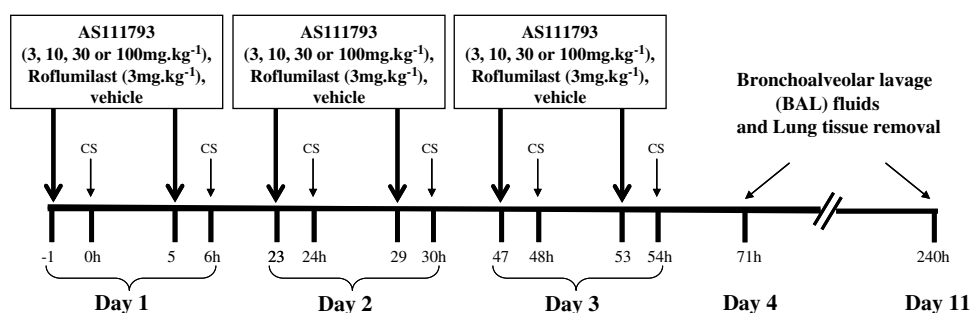 AS111793
(3, 10, 30 or 100mg.kg⁻¹),
Roflumilast (3mg.kg⁻¹),
vehicle
AS111793
(3, 10, 30 or 100mg.kg⁻¹),
Roflumilast (3mg.kg⁻¹),
vehicle
AS111793
(3, 10, 30 or 100mg.kg⁻¹),
Roflumilast (3mg.kg⁻¹),
vehicle
Bronchoalveolar lavage
(BAL) fluids
and Lung tissue removal
CS CS CS CS CS CS
-1 0h 5 6h 23 24h 29 30h 47 48h 53 54h 71h 240h
Day 1 Day 2 Day 3 Day 4 Day 11